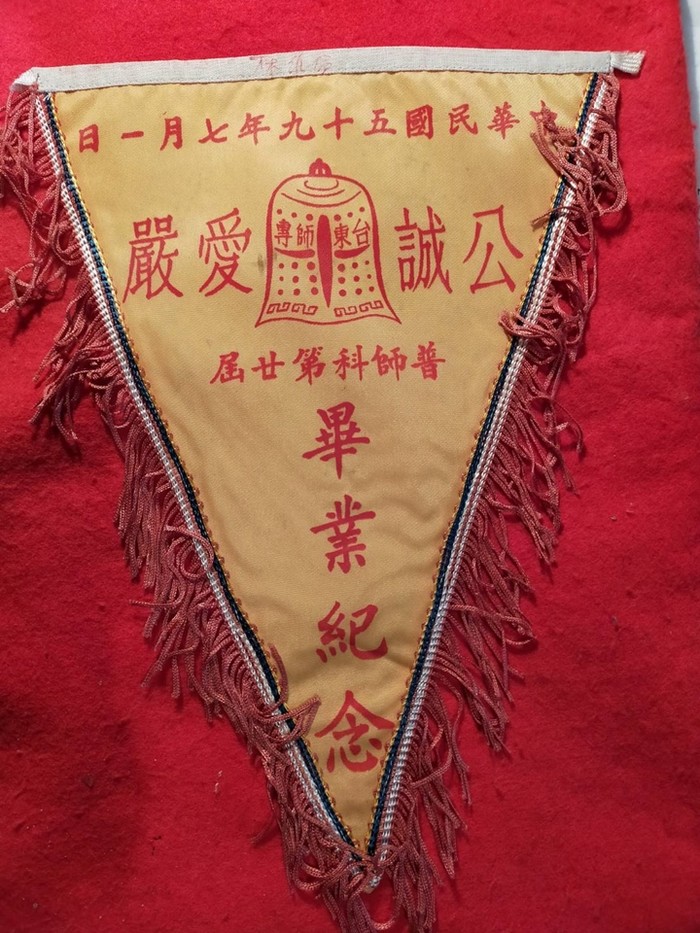 中華民國五十九年七月一日
公誠愛嚴
台東師專
普師科第廿屆
畢業紀念